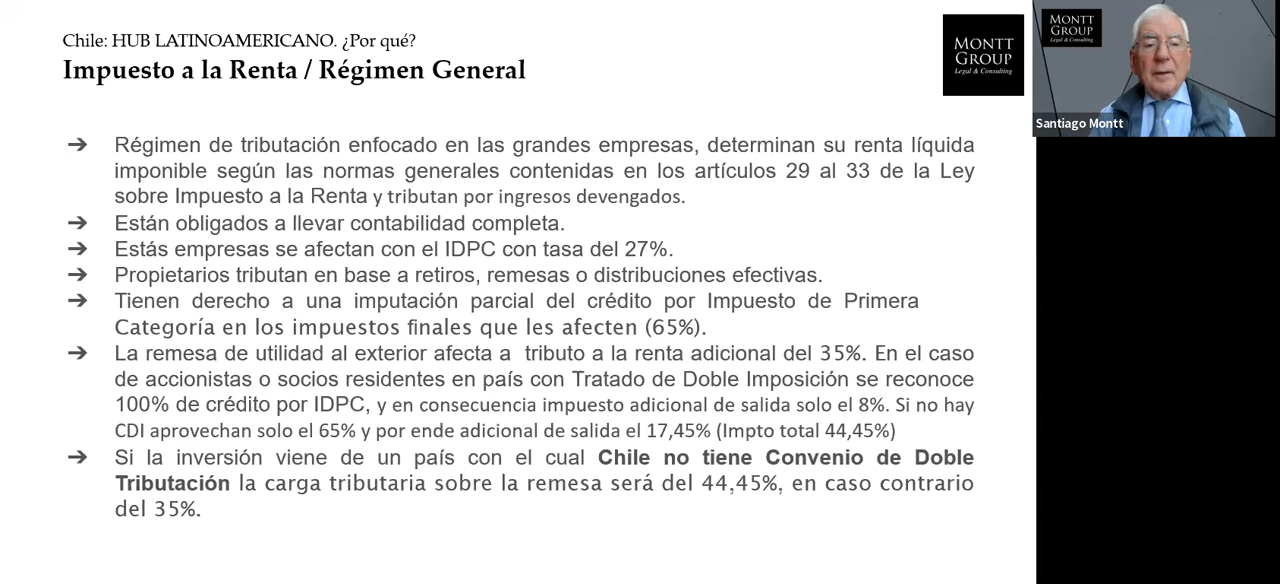 Chile: HUB LATINOAMERICANO. ¿Por qué?
Impuesto a la Renta / Régimen General
MONTT
GROUP
Legal & Consulting
MONTT
GROUP
Legal & Consulting
Santiago Montt
➔ Régimen de tributación enfocado en las grandes empresas, determinan su renta líquida
imponible según las normas generales contenidas en los artículos 29 al 33 de la Ley
sobre Impuesto a la Renta y tributan por ingresos devengados.
➔ Están obligados a llevar contabilidad completa.
➔ Estás empresas se afectan con el IDPC con tasa del 27%.
➔ Propietarios tributan en base a retiros, remesas o distribuciones efectivas.
➔ Tienen derecho a una imputación parcial del crédito por Impuesto de Primera
Categoría en los impuestos finales que les afecten (65%).
➔ La remesa de utilidad al exterior afecta a tributo a la renta adicional del 35%. En el caso
de accionistas o socios residentes en país con Tratado de Doble Imposición se reconoce
100% de crédito por IDPC, y en consecuencia impuesto adicional de salida solo el 8%. Si no hay
CDI aprovechan solo el 65% y por ende adicional de salida el 17,45% (Impto total 44,45%)
➔ Si la inversión viene de un país con el cual Chile no tiene Convenio de Doble
Tributación la carga tributaria sobre la remesa será del 44,45%, en caso contrario
del 35%.